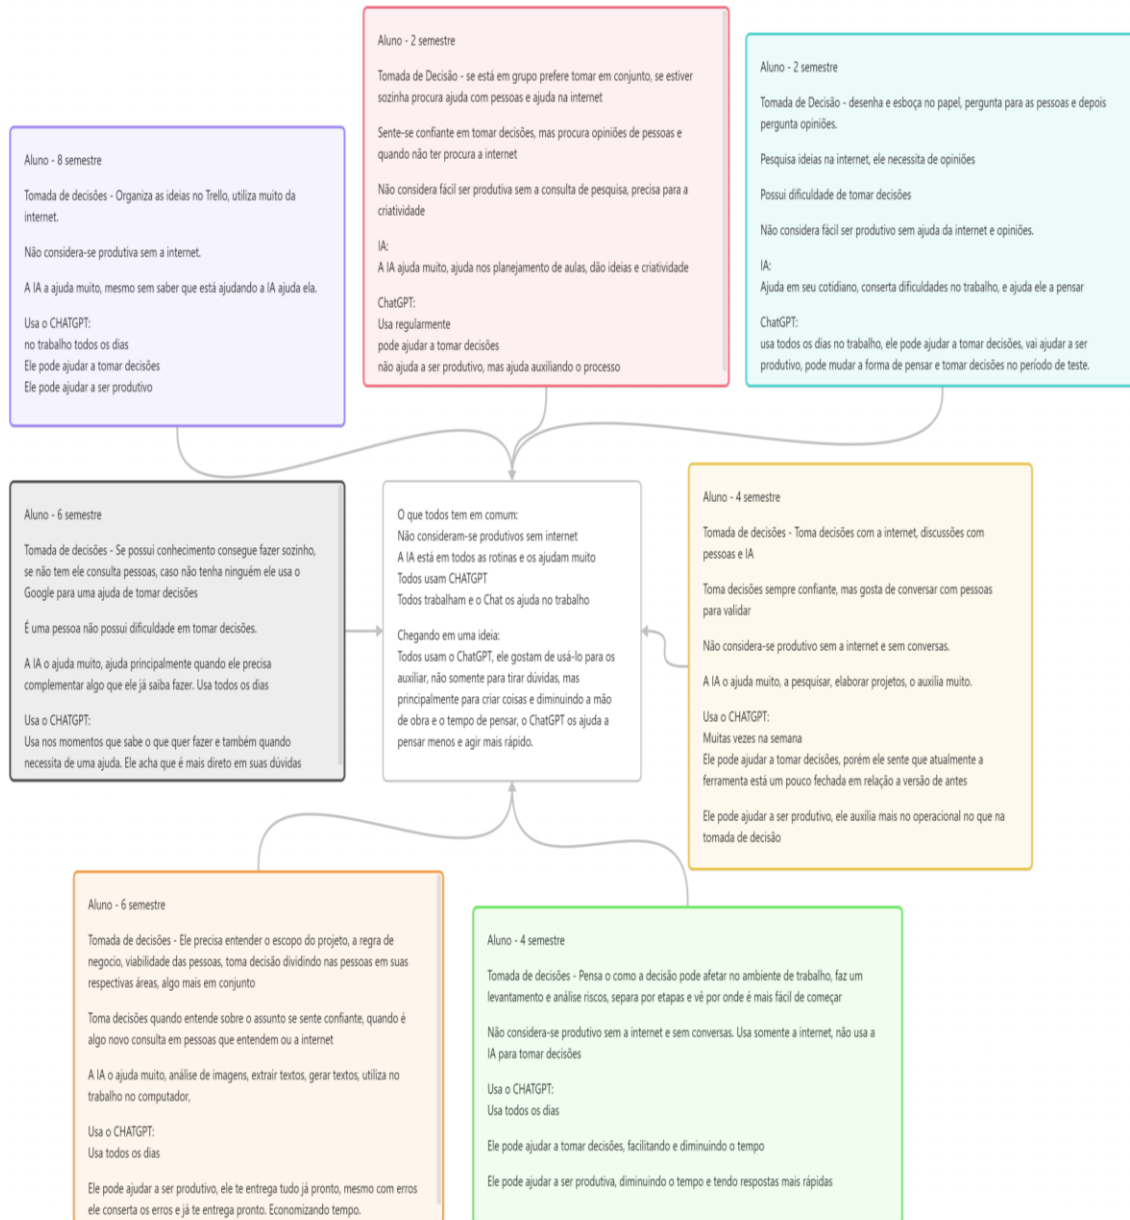 Aluno - 8 semestre
Tomada de decisões - Organiza as ideias no Trello, utiliza muito da
internet.
Não considera-se produtiva sem a internet.
A IA a ajuda muito, mesmo sem saber que está ajudando a IA ajuda ela.
Usa o CHATGPT:
no trabalho todos os dias
Ele pode ajudar a tomar decisões
Ele pode ajudar a ser produtivo
Aluno - 2 semestre
Tomada de Decisão - se está em grupo prefere tomar em conjunto, se estiver
sozinha procura ajuda com pessoas e ajuda na internet
Sente-se confiante em tomar decisões, mas procura opiniões de pessoas e
quando não ter procura a internet
Não considera fácil ser produtiva sem a consulta de pesquisa, precisa para a
criatividade
IA:
A IA ajuda muito, ajuda nos planejamento de aulas, dão ideias e criatividade
ChatGPT:
Usa regularmente
pode ajudar a tomar decisões
não ajuda a ser produtivo, mas ajuda auxiliando o processo
Aluno - 2 semestre
Tomada de Decisão - desenha e esboça no papel, pergunta para as pessoas e depois
pergunta opiniões.
Pesquisa ideias na internet, ele necessita de opiniões
Possui dificuldade de tomar decisões
Não considera fácil ser produtivo sem ajuda da internet e opiniões.
IA:
Ajuda em seu cotidiano, conserta dificuldades no trabalho, e ajuda ele a pensar
ChatGPT:
usa todos os dias no trabalho, ele pode ajudar a tomar decisões, vai ajudar a ser
produtivo, pode mudar a forma de pensar e tomar decisões no período de teste.
Aluno - 6 semestre
Tomada de decisões - Se possui conhecimento consegue fazer sozinho,
se não tem ele consulta pessoas, caso não tenha ninguém ele usa o
Google para uma ajuda de tomar decisões
É uma pessoa não possui dificuldade em tomar decisões.
A IA o ajuda muito, ajuda principalmente quando ele precisa
complementar algo que ele já saiba fazer. Usa todos os dias
Usa o CHATGPT:
Usa nos momentos que sabe o que quer fazer e também quando
necessita de uma ajuda. Ele acha que é mais direto em suas dúvidas
O que todos tem em comum:
Não consideram-se produtivos sem internet
A IA está em todos as rotinas e os ajudam muito
Todos usam CHATGPT
Todos trabalham e o Chat os ajuda no trabalho
Chegando em uma ideia:
Todos usam o ChatGPT, ele gostam de usá-lo para os
auxiliar, não somente para tirar dúvidas, mas
principalmente para criar coisas e diminuindo a mão
de obra e o tempo de pensar, o ChatGPT os ajuda a
pensar menos e agir mais rápido.
Aluno - 4 semestre
Tomada de decisões - Toma decisões com a internet, discussões com
pessoas e IA
Toma decisões sempre confiante, mas gosta de conversar com pessoas
para validar
Não considera-se produtivo sem a internet e sem conversas.
A IA o ajuda muito, a pesquisar, elaborar projetos, o auxilia muito.
Usa o CHATGPT:
Muitas vezes na semana
Ele pode ajudar a tomar decisões, porém ele sente que atualmente a
ferramenta está um pouco fechada em relação a versão de antes
Ele pode ajudar a ser produtivo, ele auxilia mais no operacional no que na
tomada de decisão
Aluno - 6 semestre
Tomada de decisões - Ele precisa entender o escopo do projeto, a regra de
negocio, viabilidade das pessoas, toma decisão dividindo nas pessoas em suas
respectivas áreas, algo mais em conjunto
Toma decisões quando entende sobre o assunto se sente confiante, quando é
algo novo consulta em pessoas que entendem ou a internet
A IA o ajuda muito, análise de imagens, extrair textos, gerar textos, utiliza no
trabalho no computador,
Usa o CHATGPT:
Usa todos os dias
Ele pode ajudar a ser produtivo, ele te entrega tudo já pronto, mesmo com erros
ele conserta os erros e já te entrega pronto. Economizando tempo.
Aluno - 4 semestre
Tomada de decisões - Pensa o como a decisão pode afetar no ambiente de trabalho, faz um
levantamento e análise riscos, separa por etapas e vê por onde é mais fácil de começar
Não considera-se produtivo sem a internet e sem conversas. Usa somente a internet, não usa a
IA para tomar decisões
Usa o CHATGPT:
Usa todos os dias
Ele pode ajudar a tomar decisões, facilitando e diminuindo o tempo
Ele pode ajudar a ser produtiva, diminuindo o tempo e tendo respostas mais rápidas